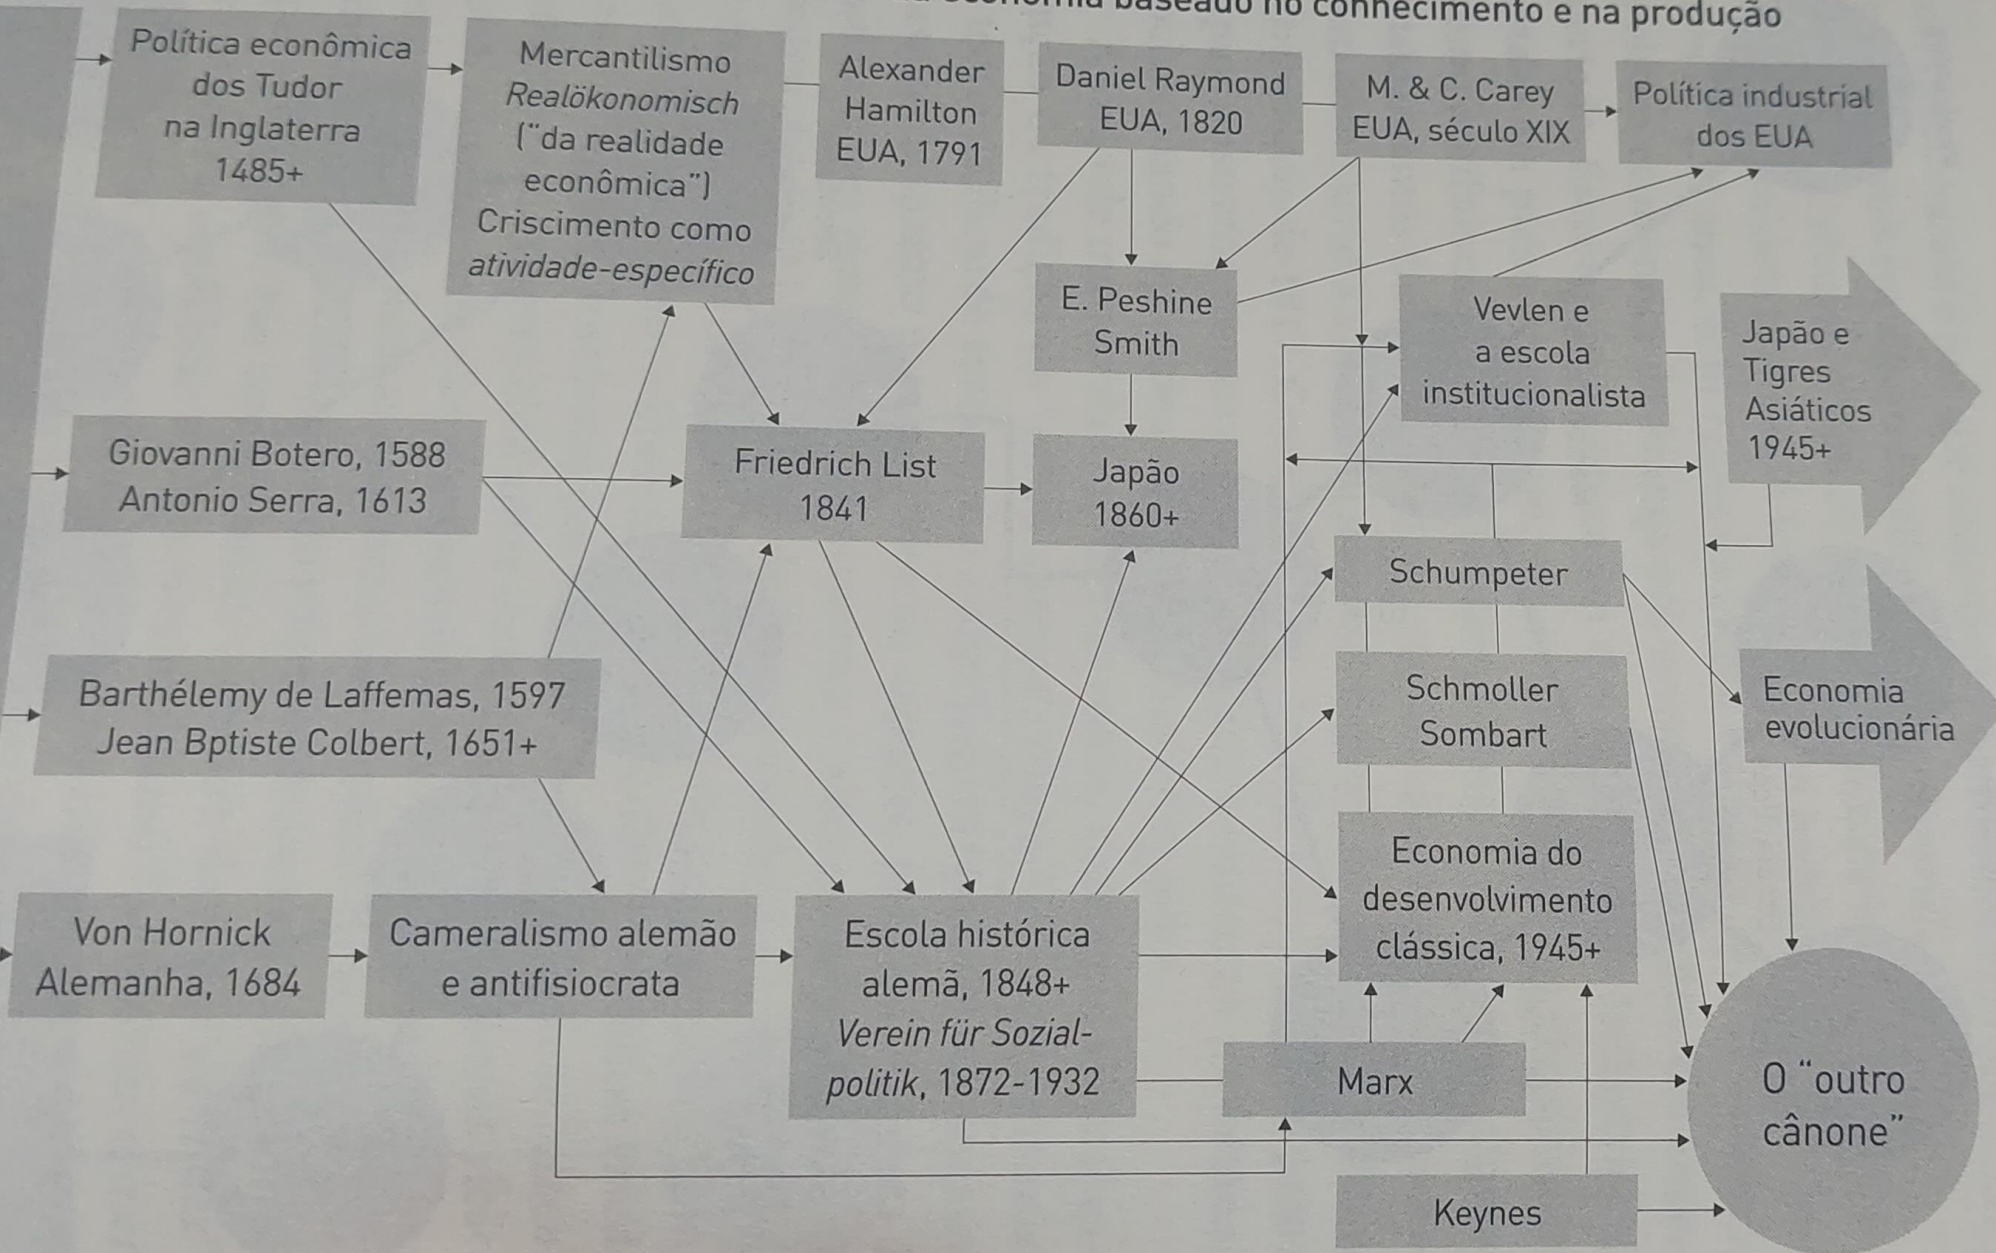 economia baseado no conhecimento e na produção
Política econômica
dos Tudor
na Inglaterra
1485+
Mercantilismo
Realökonomisch
("da realidade
econômica")
Criscimento como
atividade-específico
Alexander
Hamilton
EUA, 1791
Daniel Raymond
EUA, 1820
M. & C. Carey
EUA, século XIX
Política industrial
dos EUA
E. Peshine
Smith
Vevlen e
a escola
institucionalista
Japão e
Tigres
Asiáticos
1945+
Giovanni Botero, 1588
Antonio Serra, 1613
Friedrich List
1841
Japão
1860+
Schumpeter
Barthélemy de Laffemas, 1597
Jean Bptiste Colbert, 1651+
Schmoller
Sombart
Economia
evolucionária
Von Hornick
Alemanha, 1684
Cameralismo alemão
e antifisiocrata
Escola histórica
alemã, 1848+
Verein für Sozial-
politik, 1872-1932
Economia do
desenvolvimento
clássica, 1945+
Marx
O "outro
cânone"
Keynes